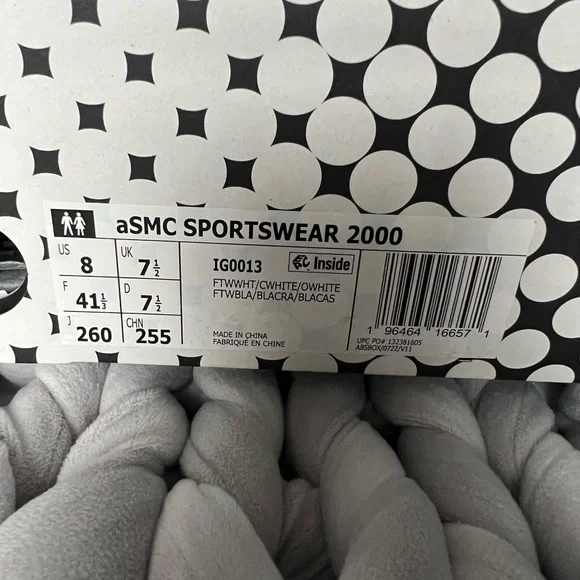 aSMC SPORTSWEAR 2000
US 8 UK 7 1/2
F 41 1/3 D 7 1/2
J 260 CHN 255
IG0013 Inside
FTWWHT/CWHITE/OWHITE
FTWBLA/BLACRA/BLACAS
MADE IN CHINA
FABRIQUÉ EN CHINE
1 96464 16657 1
UPC PO# 132381805
ABSBOX/0722/V11